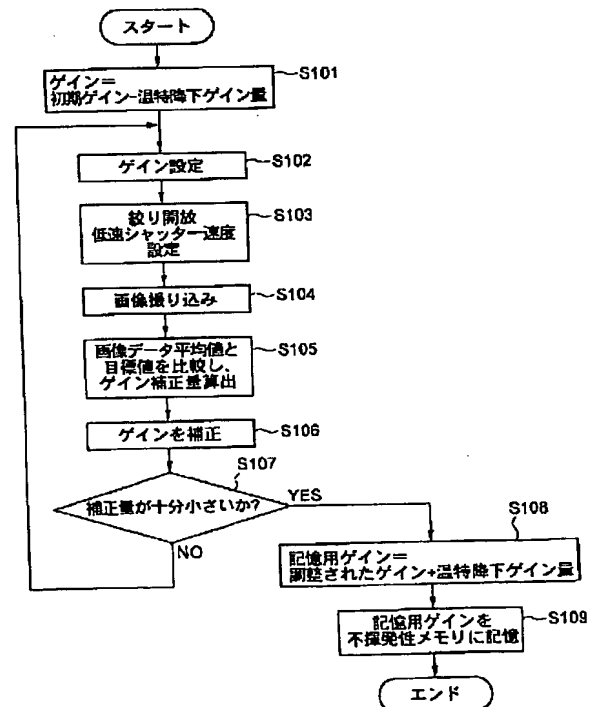 スタート
ゲイン＝
初期ゲイン-温特降下ゲイン量
S101
ゲイン設定
S102
絞り開放
低速シャッター速度
設定
S103
画像撮り込み
S104
画像データ平均値と
目標値を比較し、
ゲイン補正量算出
S105
ゲインを補正
S106
S107
補正量が十分小さいか?
YES
NO
S108
記憶用ゲイン＝
調整されたゲイン+温特降下ゲイン量
記憶用ゲインを
不揮発性メモリに記憶
S109
エンド